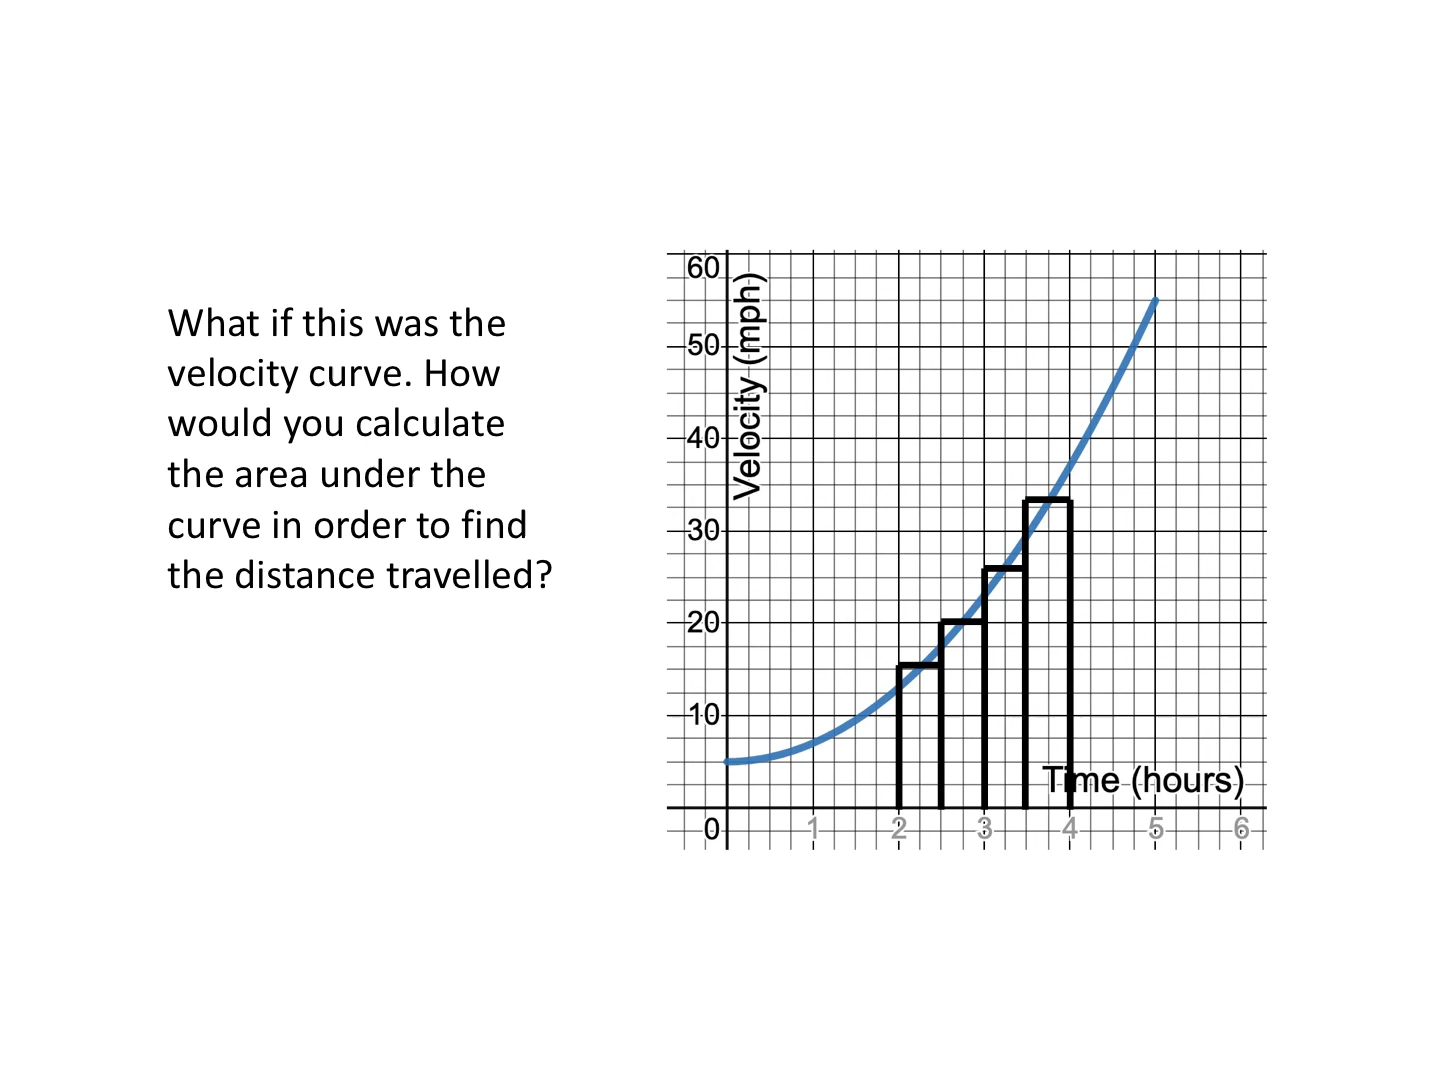 What if this was the
velocity curve. How
would you calculate
the area under the
curve in order to find
the distance travelled?
60
50
40
30
20
10
0
Velocity (mph)
Time (hours)
1 2 3 4 5 6